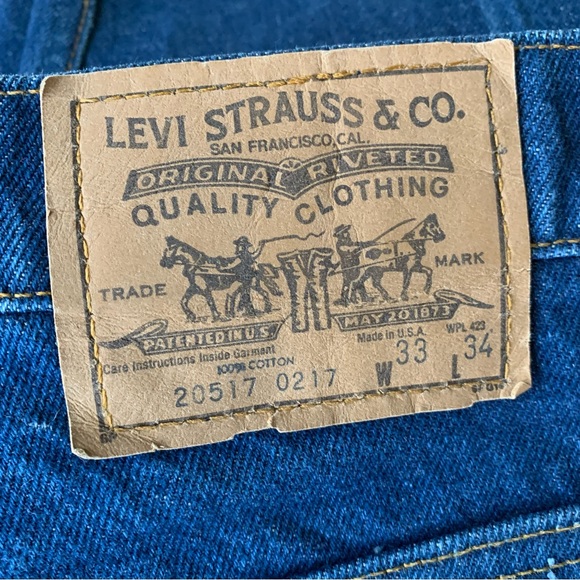 LEVI STRAUSS & CO.
SAN FRANCISCO, CAL.
ORIGINAL RIVETED
QUALITY CLOTHING
TRADE MARK
PATENTED IN U.S. MAY 20 1873
Care Instructions Inside Garment Made in U.S.A. WPL 423
100% COTTON
20517 0217 W 33 L 34